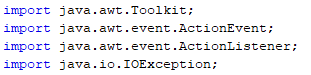 import java.awt.Toolkit;
import java.awt.event.ActionEvent;
import java.awt.event.ActionListener;
import java.io.IOException;